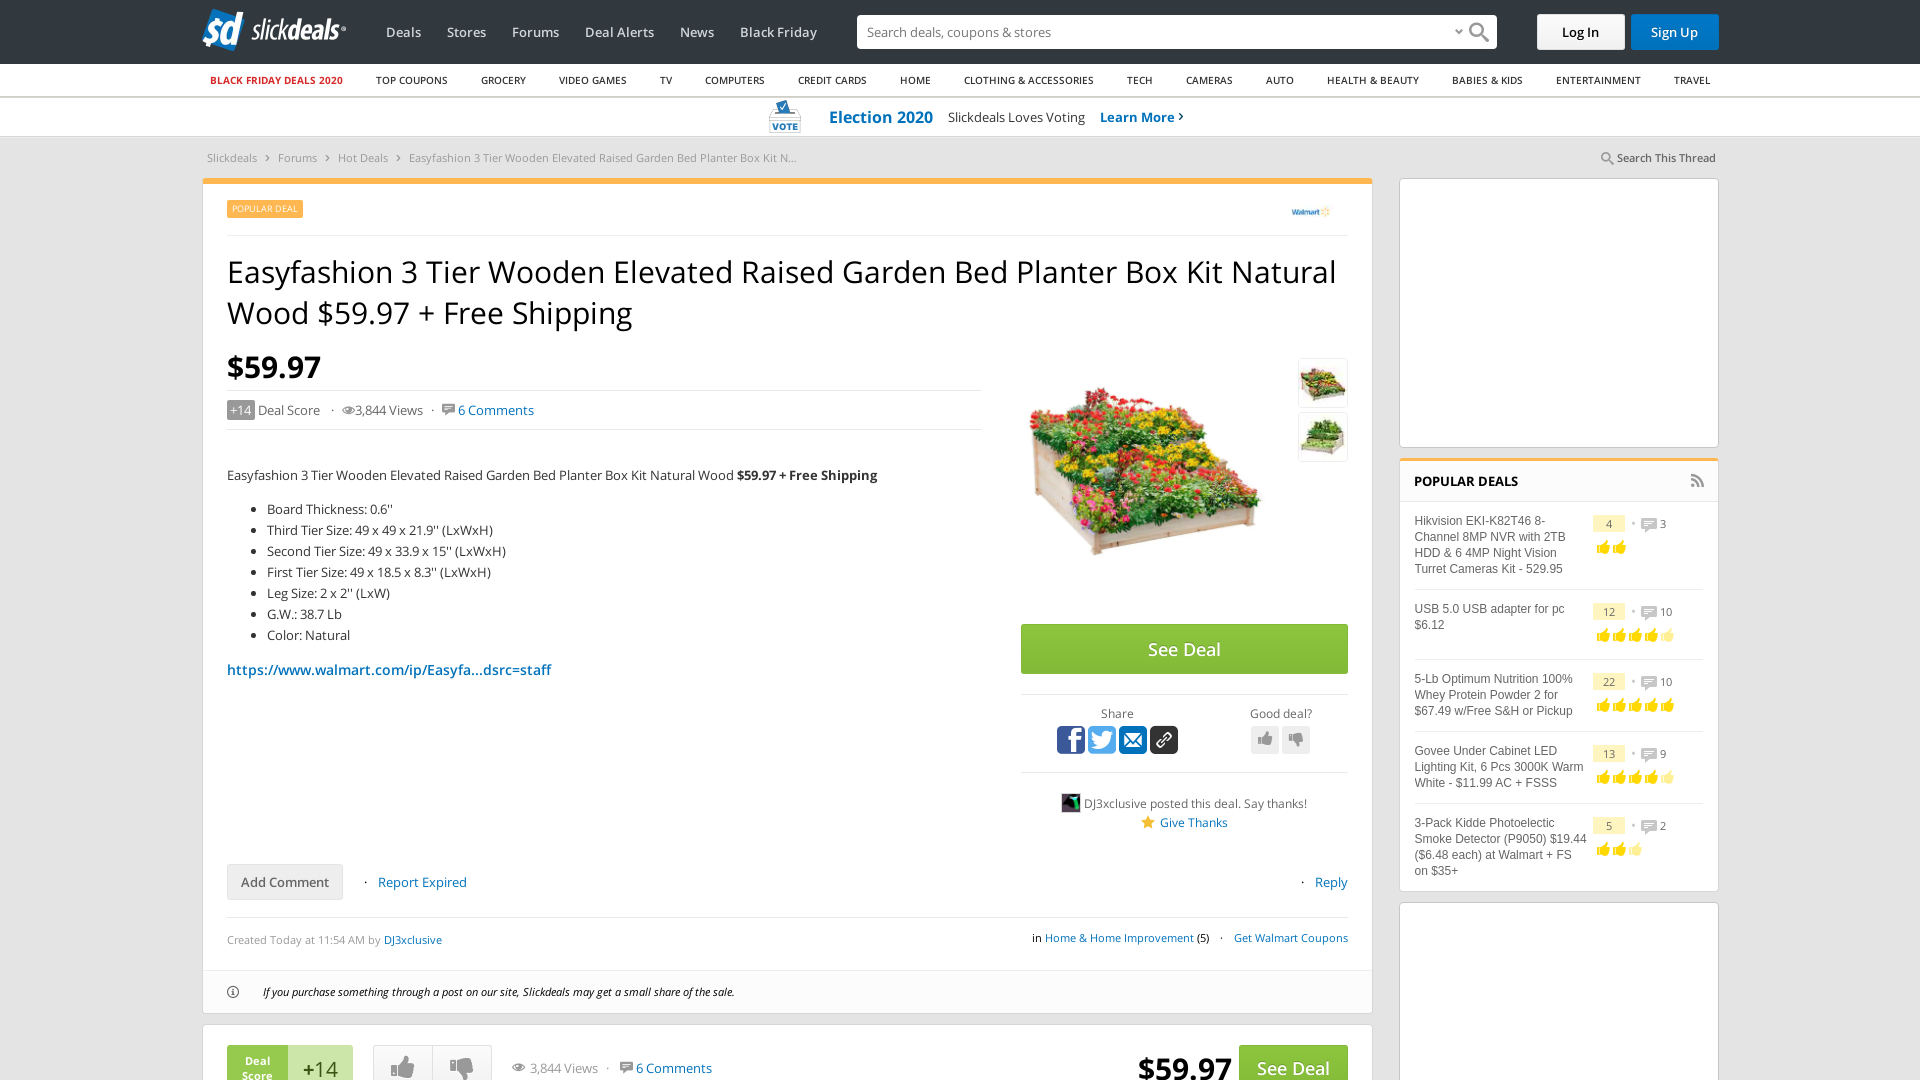 slickdeals
Deals Stores Forums Deal Alerts News Black Friday
Search deals, coupons & stores
Log In
Sign Up
BLACK FRIDAY DEALS 2020 TOP COUPONS GROCERY VIDEO GAMES TV COMPUTERS CREDIT CARDS HOME CLOTHING & ACCESSORIES TECH CAMERAS AUTO HEALTH & BEAUTY BABIES & KIDS ENTERTAINMENT TRAVEL
VOTE
Election 2020 Slickdeals Loves Voting Learn More
Slickdeals > Forums > Hot Deals > Easyfashion 3 Tier Wooden Elevated Raised Garden Bed Planter Box Kit N...
Search This Thread
POPULAR DEAL
Walmart
Easyfashion 3 Tier Wooden Elevated Raised Garden Bed Planter Box Kit Natural
Wood $59.97 + Free Shipping
$59.97
+14 Deal Score · 3,844 Views · 6 Comments
Easyfashion 3 Tier Wooden Elevated Raised Garden Bed Planter Box Kit Natural Wood $59.97 + Free Shipping
• Board Thickness: 0.6''
• Third Tier Size: 49 x 49 x 21.9'' (LxWxH)
• Second Tier Size: 49 x 33.9 x 15'' (LxWxH)
• First Tier Size: 49 x 18.5 x 8.3'' (LxWxH)
• Leg Size: 2 x 2'' (LxW)
• G.W.: 38.7 Lb
• Color: Natural
https://www.walmart.com/ip/Easyfa...dsrc=staff
See Deal
Share
Good deal?
DJ3xclusive posted this deal. Say thanks!
Give Thanks
Add Comment · Report Expired
· Reply
Created Today at 11:54 AM by DJ3xclusive
in Home & Home Improvement (5) · Get Walmart Coupons
If you purchase something through a post on our site, Slickdeals may get a small share of the sale.
Deal
Score
+14
3,844 Views · 6 Comments
$59.97
See Deal
POPULAR DEALS
Hikvision EKI-K82T46 8-
Channel 8MP NVR with 2TB
HDD & 6 4MP Night Vision
Turret Cameras Kit - 529.95
4 • 3
USB 5.0 USB adapter for pc
$6.12
12 • 10
5-Lb Optimum Nutrition 100%
Whey Protein Powder 2 for
$67.49 w/Free S&H or Pickup
22 • 10
Govee Under Cabinet LED
Lighting Kit, 6 Pcs 3000K Warm
White - $11.99 AC + FSSS
13 • 9
3-Pack Kidde Photoelectic
Smoke Detector (P9050) $19.44
($6.48 each) at Walmart + FS
on $35+
5 • 2